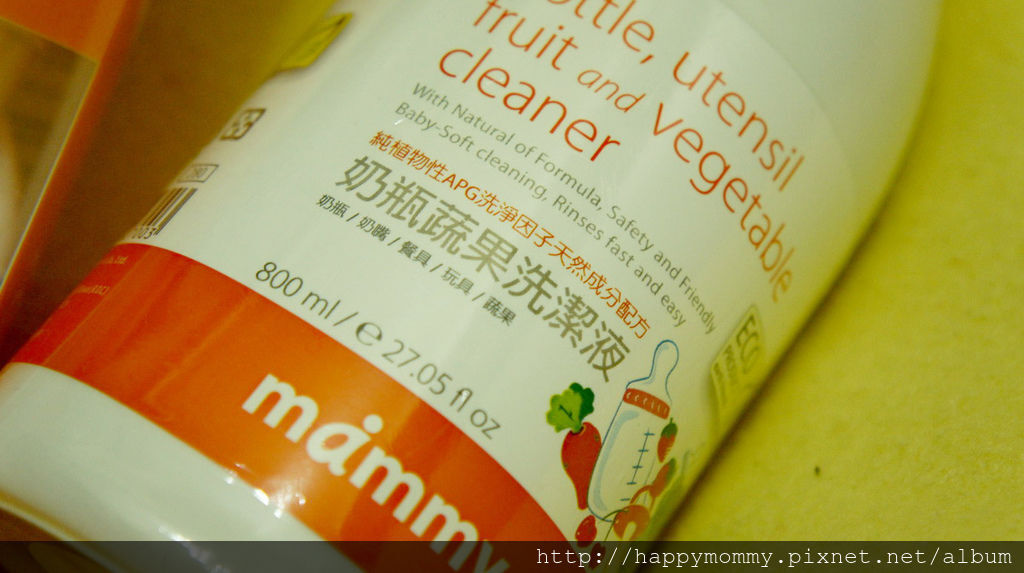 ottle, utensil
fruit and vegetable
cleaner
With Natural of Formula, Safety and Friendly
Baby-Soft cleaning, Rinses fast and easy
純植物性APG洗淨因子天然成分配方
奶瓶蔬果洗潔液
奶瓶 / 奶嘴 / 餐具 / 玩具 / 蔬果
800 ml / ℮ 27.05 fl oz
ECO
mammy
http://happymommy.pixnet.net/album